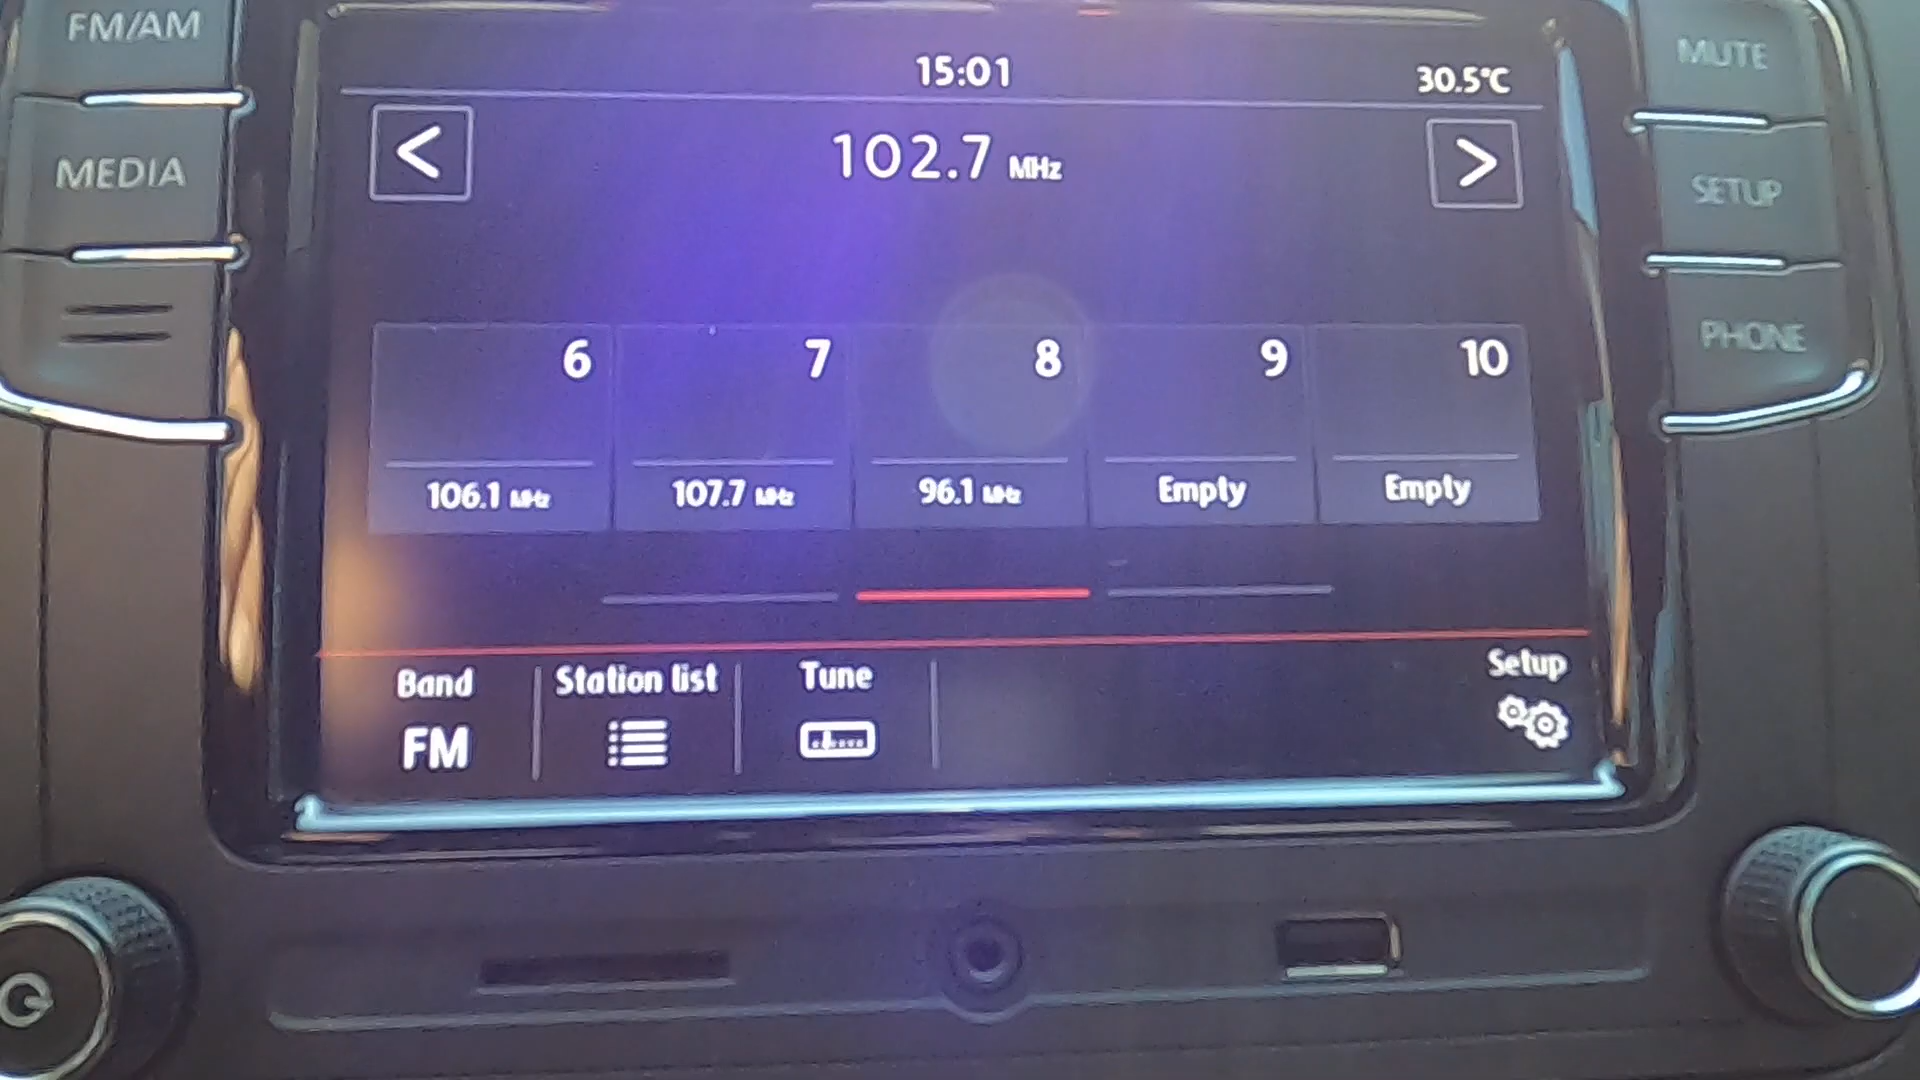 FM/AM
MEDIA
MUTE
SETUP
PHONE
15:01
30.5°C
<
102.7 MHz
>
6
7
8
9
10
106.1 MHz
107.7 MHz
96.1 MHz
Empty
Empty
Band
Station list
Tune
Setup
FM